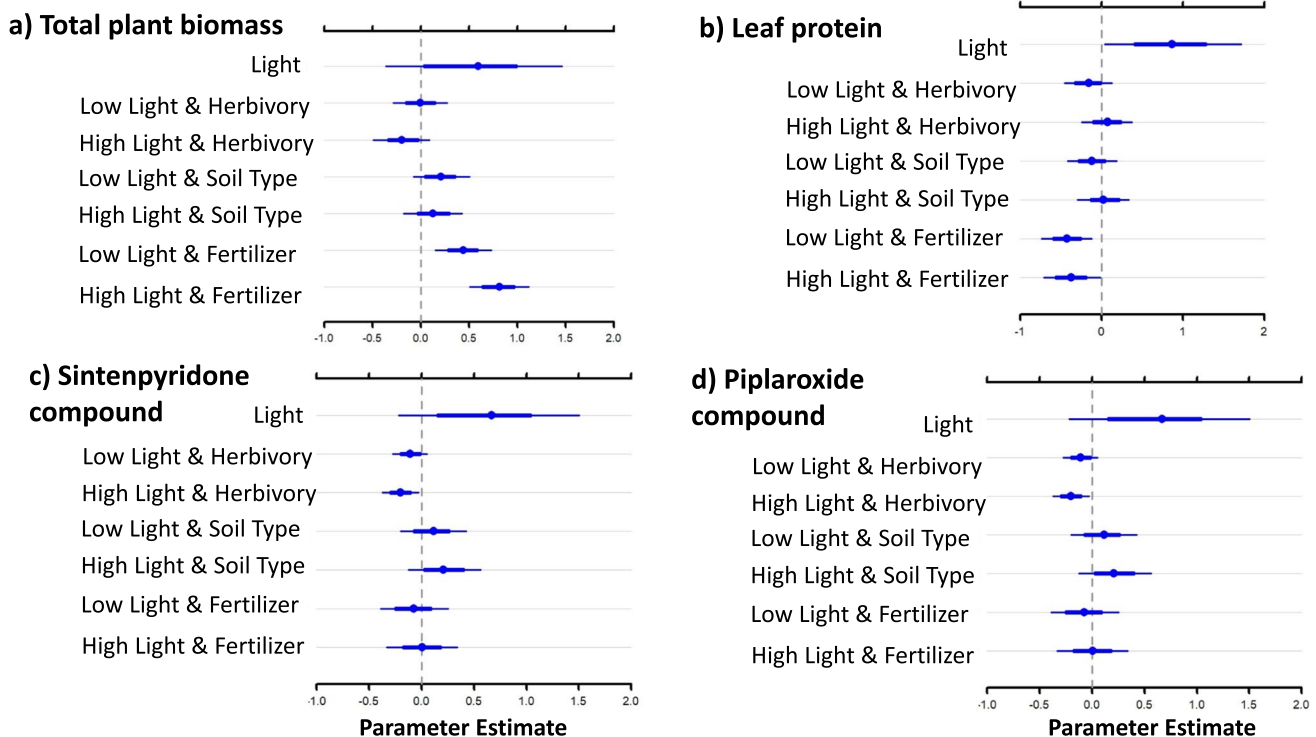 a) Total plant biomass
Light
Low Light & Herbivory
High Light & Herbivory
Low Light & Soil Type
High Light & Soil Type
Low Light & Fertilizer
High Light & Fertilizer
-1.0 -0.5 0.0 0.5 1.0 1.5 2.0
b) Leaf protein
Light
Low Light & Herbivory
High Light & Herbivory
Low Light & Soil Type
High Light & Soil Type
Low Light & Fertilizer
High Light & Fertilizer
-1 0 1 2
c) Sintenpyridone
compound
Light
Low Light & Herbivory
High Light & Herbivory
Low Light & Soil Type
High Light & Soil Type
Low Light & Fertilizer
High Light & Fertilizer
-1.0 -0.5 0.0 0.5 1.0 1.5 2.0
Parameter Estimate
d) Piplaroxide
compound
Light
Low Light & Herbivory
High Light & Herbivory
Low Light & Soil Type
High Light & Soil Type
Low Light & Fertilizer
High Light & Fertilizer
-1.0 -0.5 0.0 0.5 1.0 1.5 2.0
Parameter Estimate